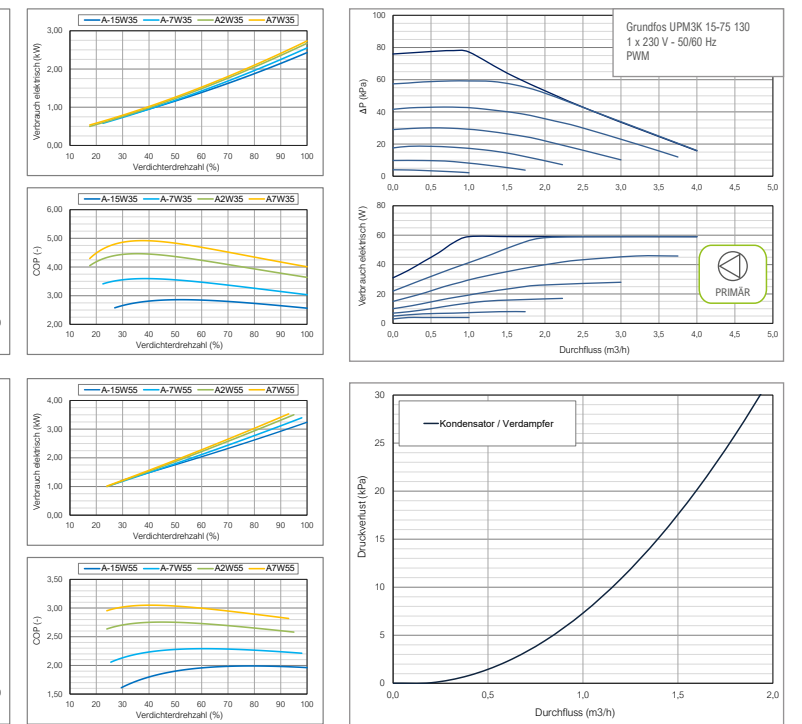 A-15W35 A-7W35 A2W35 A7W35
Verbrauch elektrisch (kW)
3,00
2,00
1,00
0,00
10 20 30 40 50 60 70 80 90 100
Verdichterdrehzahl (%)
A-15W35 A-7W35 A2W35 A7W35
COP (-)
6,00
5,00
4,00
3,00
2,00
10 20 30 40 50 60 70 80 90 100
Verdichterdrehzahl (%)
A-15W55 A-7W55 A2W55 A7W55
Verbrauch elektrisch (kW)
4,00
3,00
2,00
1,00
0,00
10 20 30 40 50 60 70 80 90 100
Verdichterdrehzahl (%)
A-15W55 A-7W55 A2W55 A7W55
COP (-)
3,50
3,00
2,50
2,00
1,50
10 20 30 40 50 60 70 80 90 100
Verdichterdrehzahl (%)
Grundfos UPM3K 15-75 130
1 x 230 V - 50/60 Hz
PWM
ΔP (kPa)
100
80
60
40
20
0
0,0 0,5 1,0 1,5 2,0 2,5 3,0 3,5 4,0 4,5 5,0
Verbrauch elektrisch (W)
80
60
40
20
0
0,0 0,5 1,0 1,5 2,0 2,5 3,0 3,5 4,0 4,5 5,0
Durchfluss (m3/h)
PRIMÄR
Kondensator / Verdampfer
Druckverlust (kPa)
30
25
20
15
10
5
0
0,0 0,5 1,0 1,5 2,0
Durchfluss (m3/h)